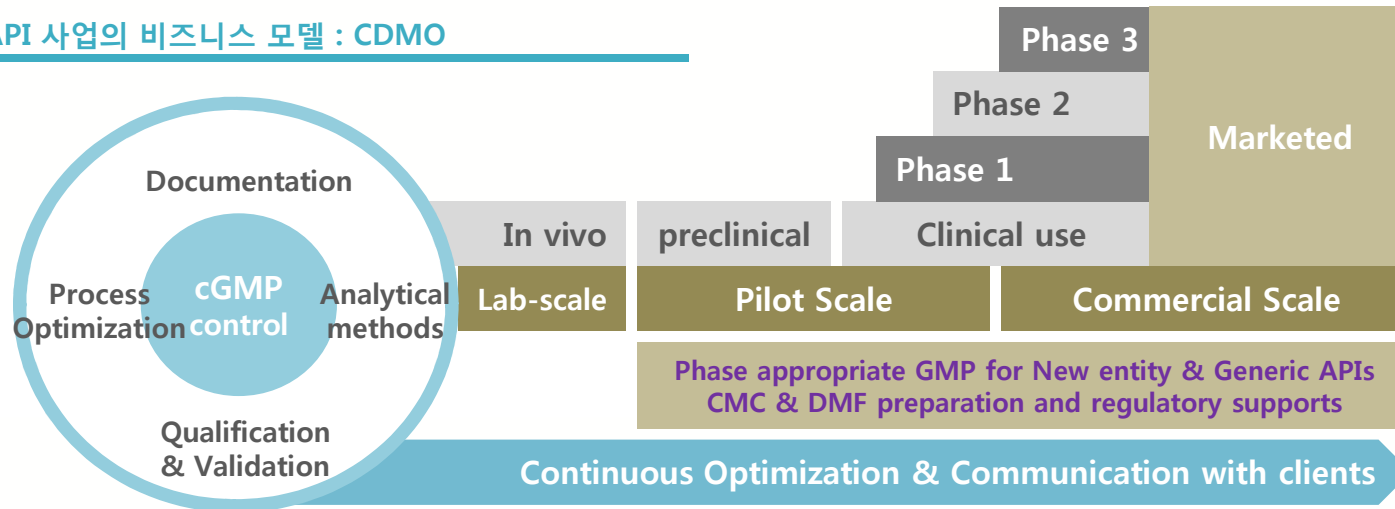 API 사업의 비즈니스 모델 : CDMO
Phase 3
Phase 2
Marketed
Phase 1
Documentation
In vivo
preclinical
Clinical use
cGMP
control
Process
Optimization
Analytical
methods
Lab-scale
Pilot Scale
Commercial Scale
Phase appropriate GMP for New entity & Generic APIs
CMC & DMF preparation and regulatory supports
Qualification
& Validation
Continuous Optimization & Communication with clients